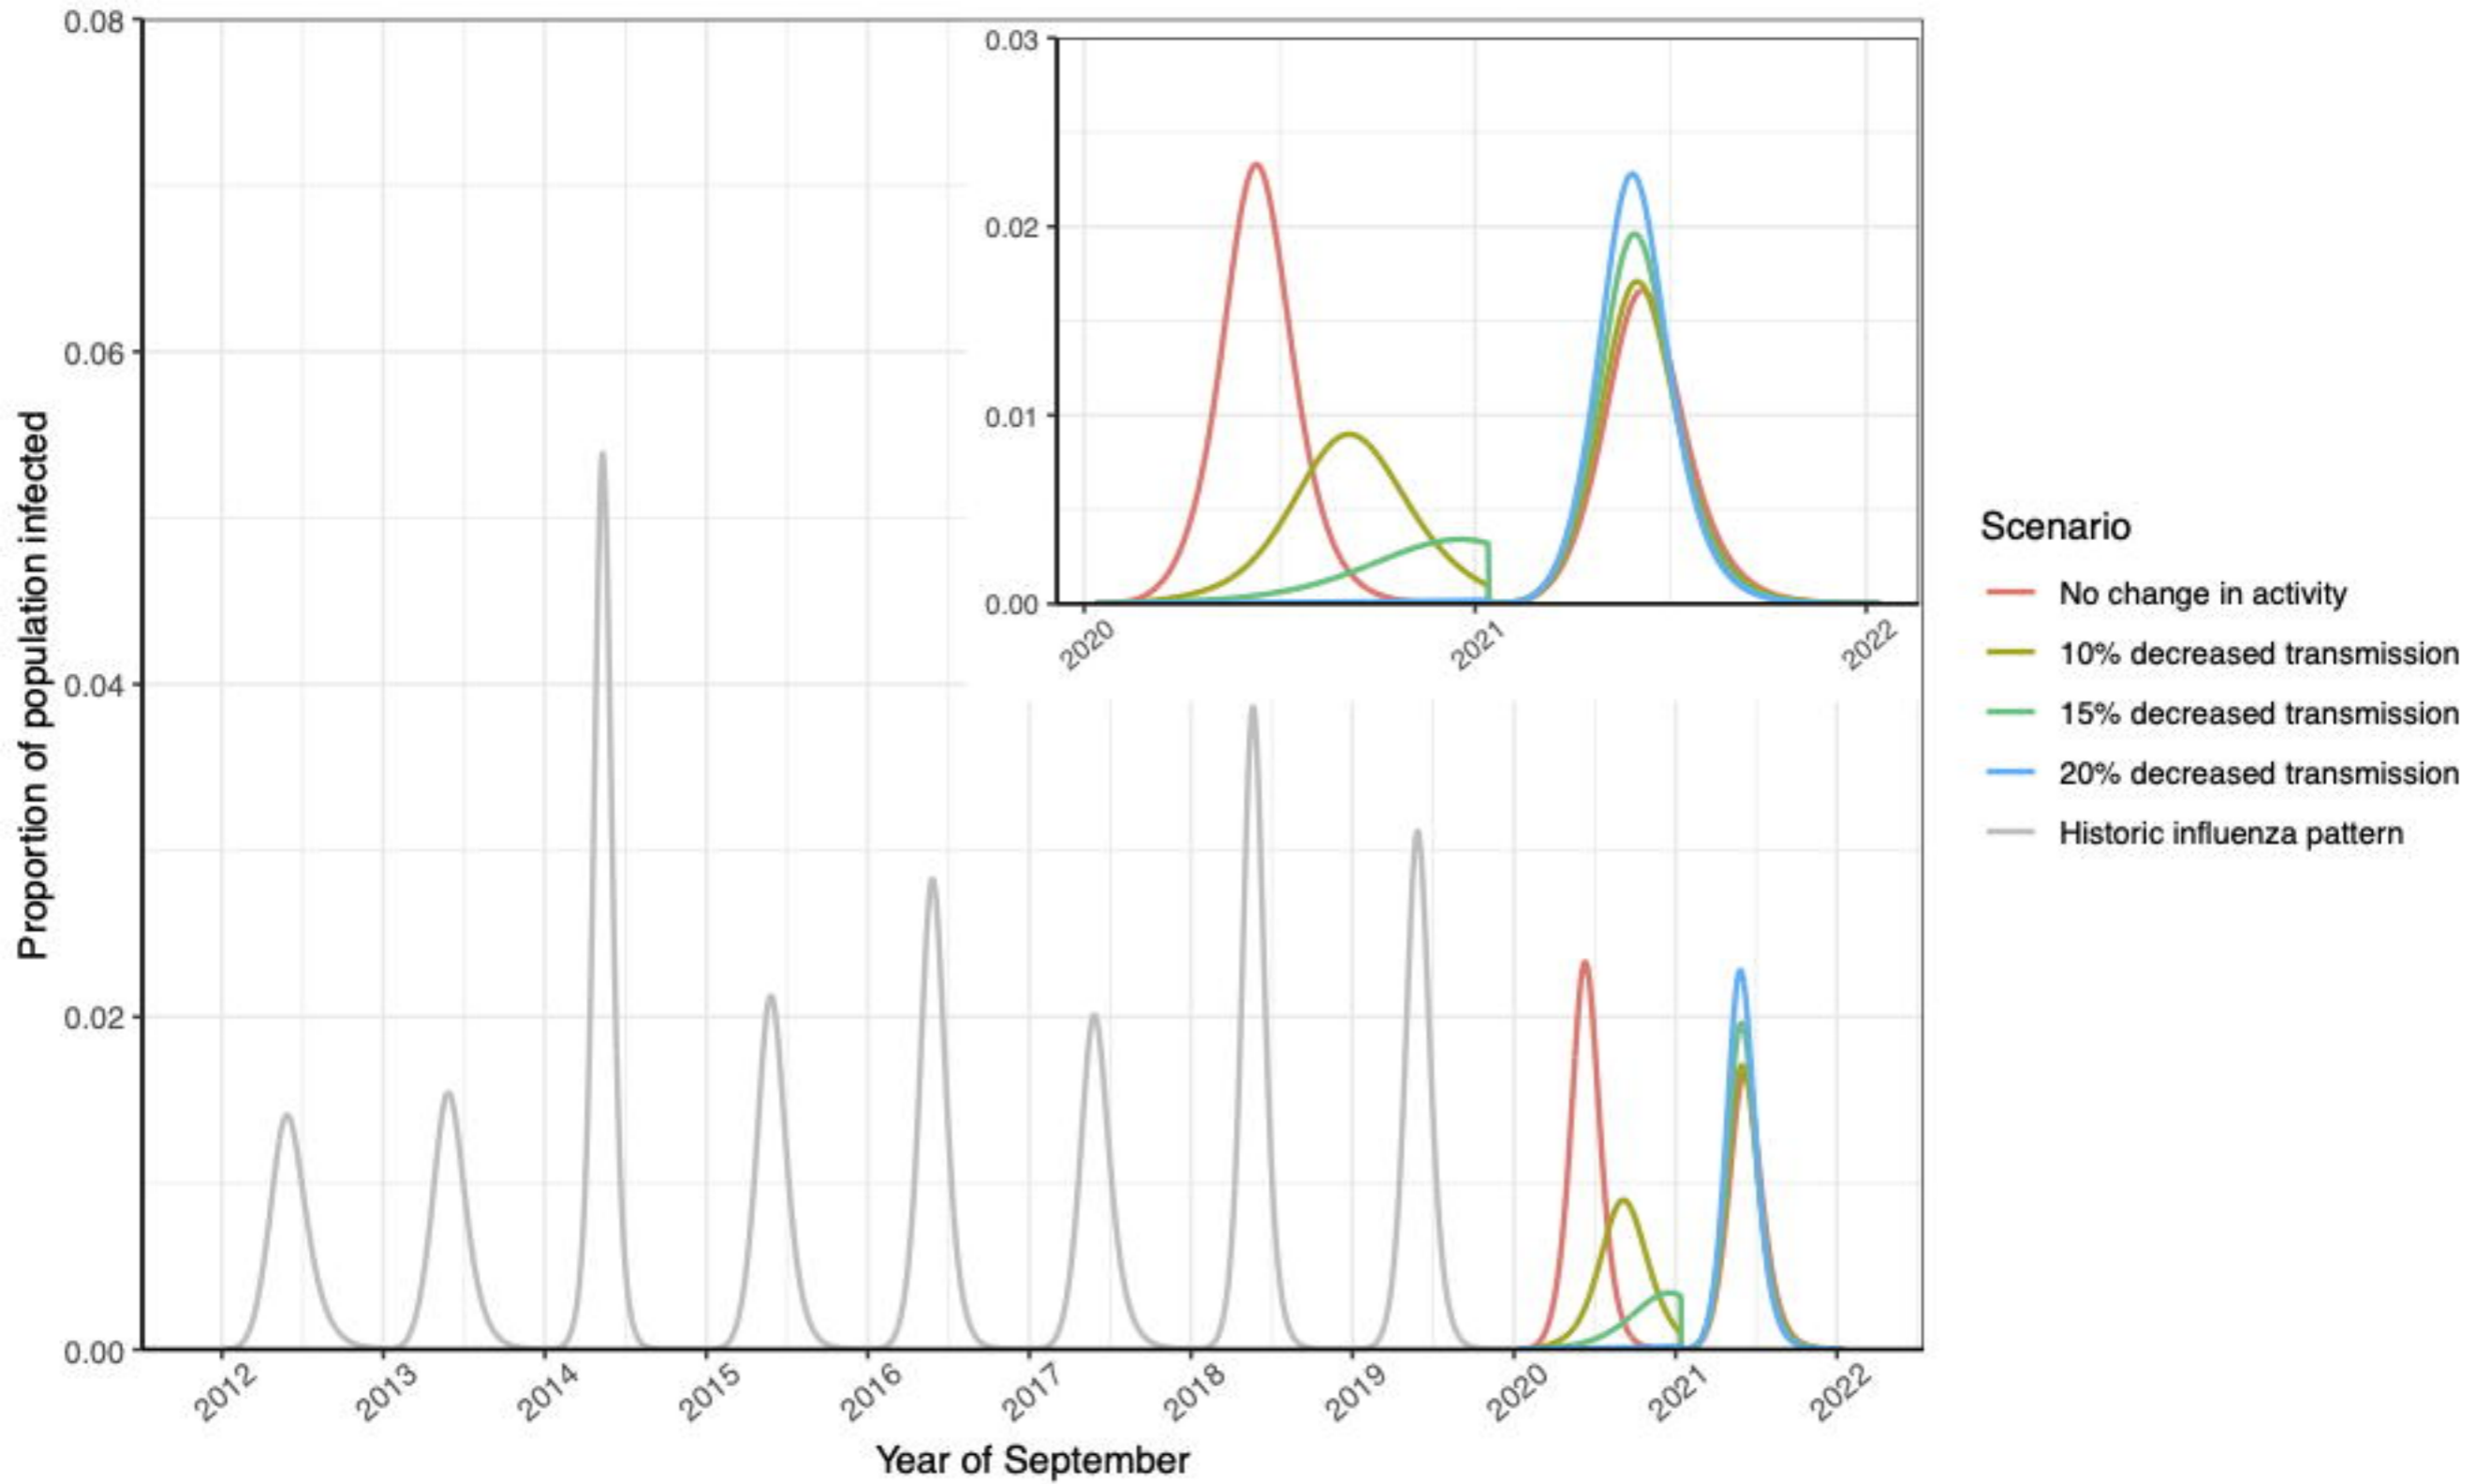 0.08
0.06
0.04
0.02
0.00
Proportion of population infected
0.03
0.02
0.01
0.00
2020
2021
2022
2012
2013
2014
2015
2016
2017
2018
2019
2020
2021
2022
Year of September
Scenario
No change in activity
10% decreased transmission
15% decreased transmission
20% decreased transmission
Historic influenza pattern